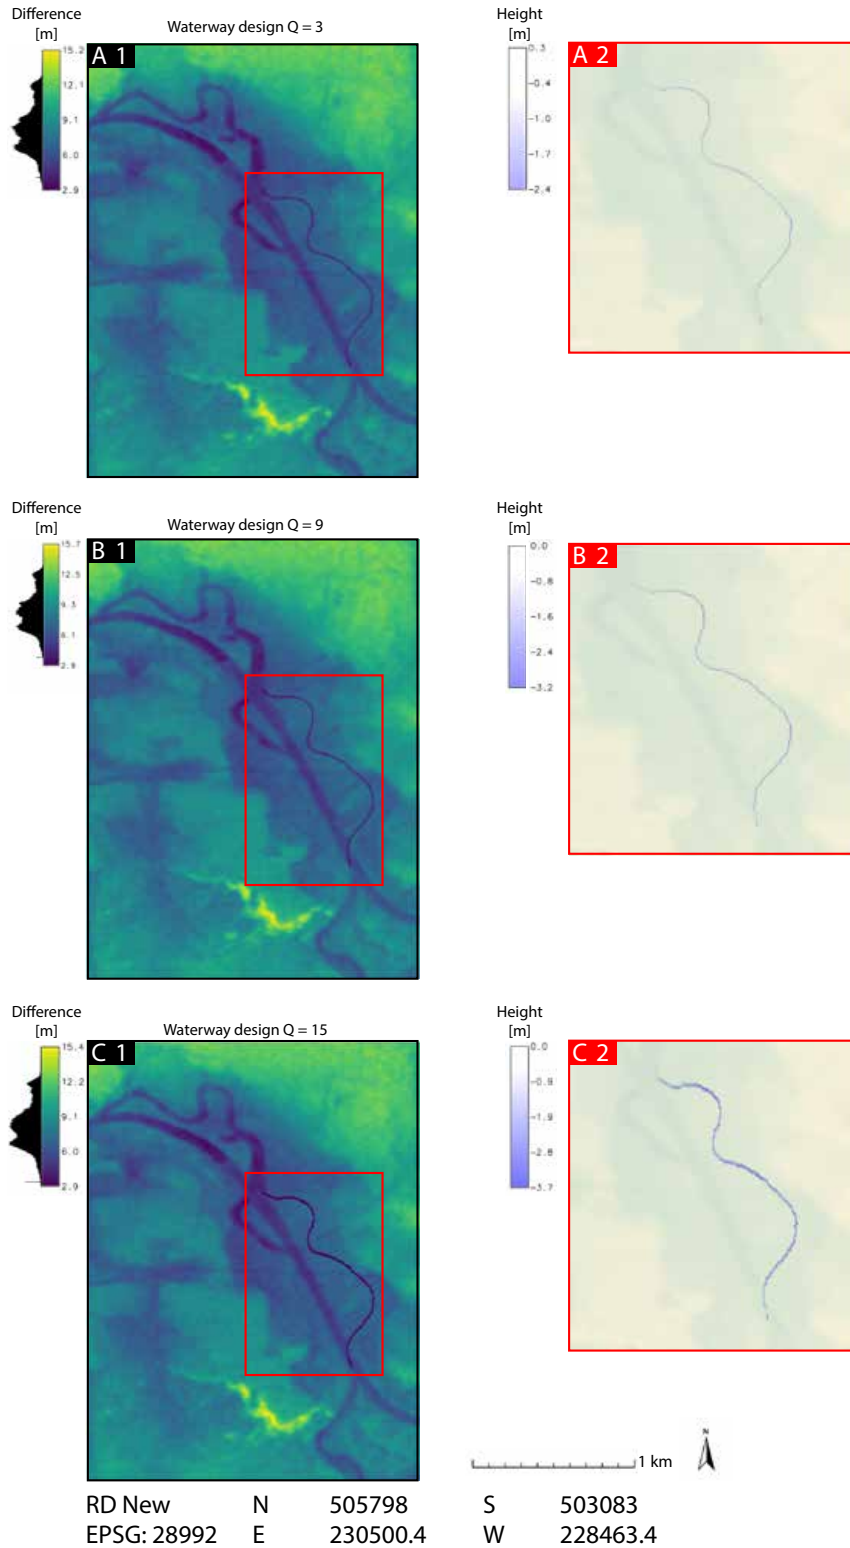 Difference
[m]
Waterway design Q = 3
Height
[m]
A 1
15.2
12.1
9.1
6.0
2.9
A 2
0.3
-0.4
-1.0
-1.7
-2.4
Difference
[m]
Waterway design Q = 9
Height
[m]
B 1
15.7
12.5
9.3
6.1
2.9
B 2
0.0
-0.8
-1.6
-2.4
-3.2
Difference
[m]
Waterway design Q = 15
Height
[m]
C 1
15.4
12.2
9.1
6.0
2.9
C 2
0.0
-0.9
-1.9
-2.8
-3.7
N
1 km
RD New N 505798 S 503083
EPSG: 28992 E 230500.4 W 228463.4